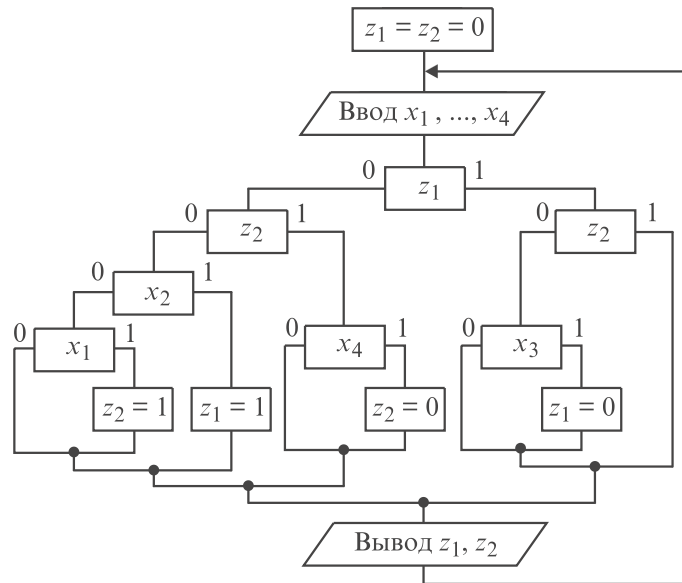 z₁ = z₂ = 0
Ввод x₁ , ..., x₄
0 z₁ 1
0 z₂ 1
0 z₂ 1
0 x₂ 1
0 x₁ 1
0 x₄ 1
0 x₃ 1
z₂ = 1
z₁ = 1
z₂ = 0
z₁ = 0
Вывод z₁, z₂